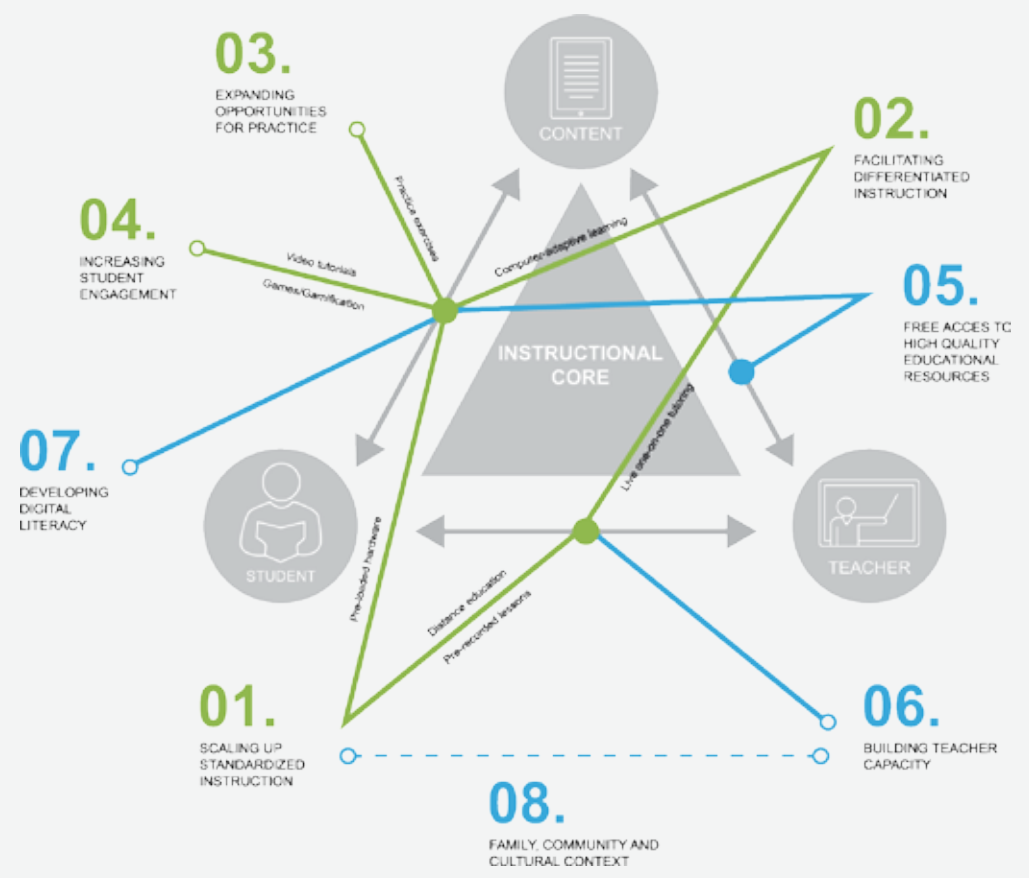 03.
EXPANDING
OPPORTUNITIES
FOR PRACTICE
CONTENT
02.
FACILITATING
DIFFERENTIATED
INSTRUCTION
04.
INCREASING
STUDENT
ENGAGEMENT
Practice exercises
Computer-adaptive learning
Video tutorials
Games/Gamification
05.
FREE ACCES TO
HIGH QUALITY
EDUCATIONAL
RESOURCES
INSTRUCTIONAL
CORE
Live one-on-one tutoring
07.
DEVELOPING
DIGITAL
LITERACY
STUDENT
TEACHER
Pre-loaded hardware
Distance education
Pre-recorded lessons
01.
SCALING UP
STANDARDIZED
INSTRUCTION
06.
BUILDING TEACHER
CAPACITY
08.
FAMILY, COMMUNITY AND
CULTURAL CONTEXT